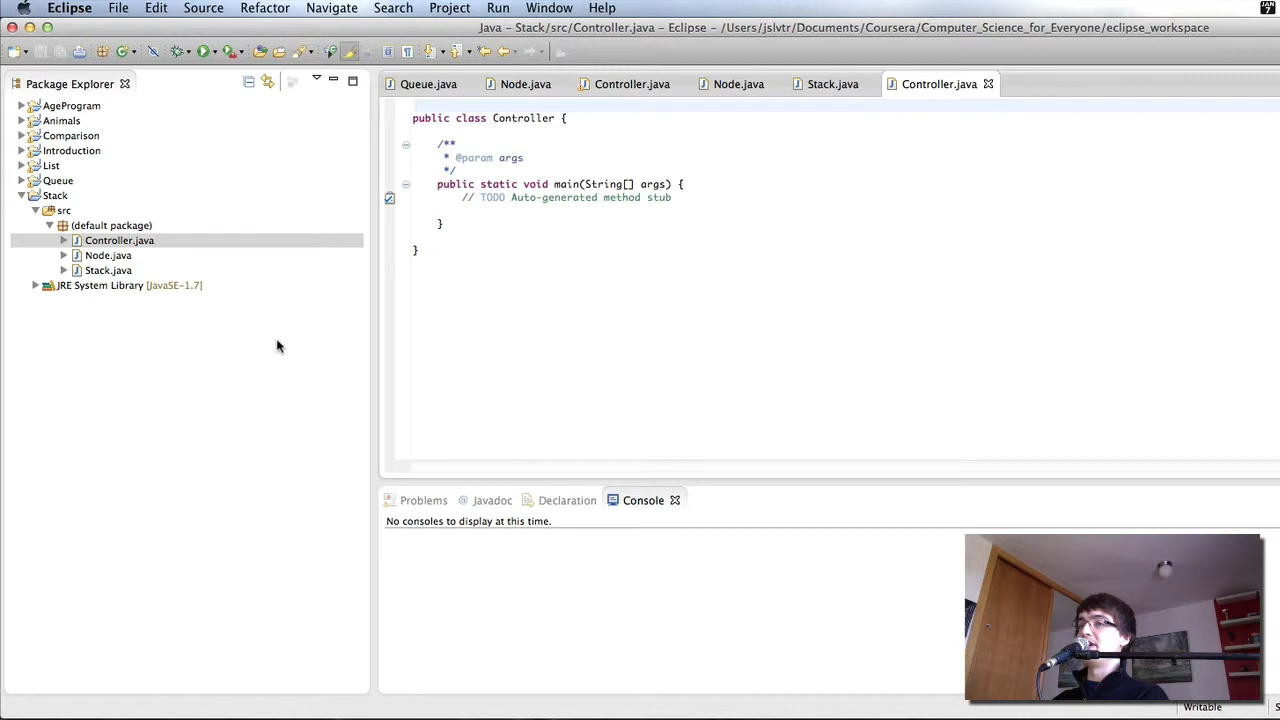 Eclipse File Edit Source Refactor Navigate Search Project Run Window Help
JAN
7
Java – Stack/src/Controller.java – Eclipse – /Users/jslvtr/Documents/Coursera/Computer_Science_for_Everyone/eclipse_workspace
Package Explorer
Queue.java Node.java Controller.java Node.java Stack.java Controller.java
AgeProgram
Animals
Comparison
Introduction
List
Queue
Stack
src
(default package)
Controller.java
Node.java
Stack.java
JRE System Library [JavaSE-1.7]
public class Controller {
/**
* @param args
*/
public static void main(String[] args) {
// TODO Auto-generated method stub
}
}
Problems @ Javadoc Declaration Console
No consoles to display at this time.
Writable
S